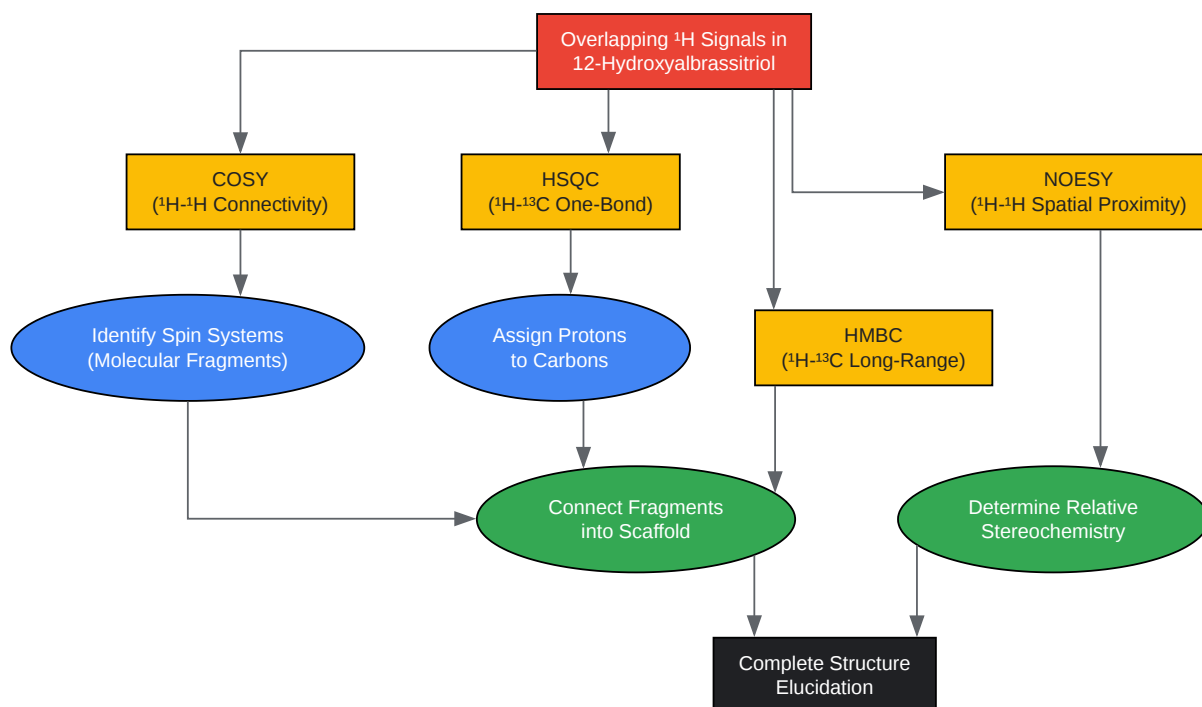 Overlapping ¹H Signals in
12-Hydroxyalbrassitriol
COSY
(¹H-¹H Connectivity)
HSQC
(¹H-¹³C One-Bond)
NOESY
(¹H-¹H Spatial Proximity)
Identify Spin Systems
(Molecular Fragments)
Assign Protons
to Carbons
HMBC
(¹H-¹³C Long-Range)
Connect Fragments
into Scaffold
Determine Relative
Stereochemistry
Complete Structure
Elucidation